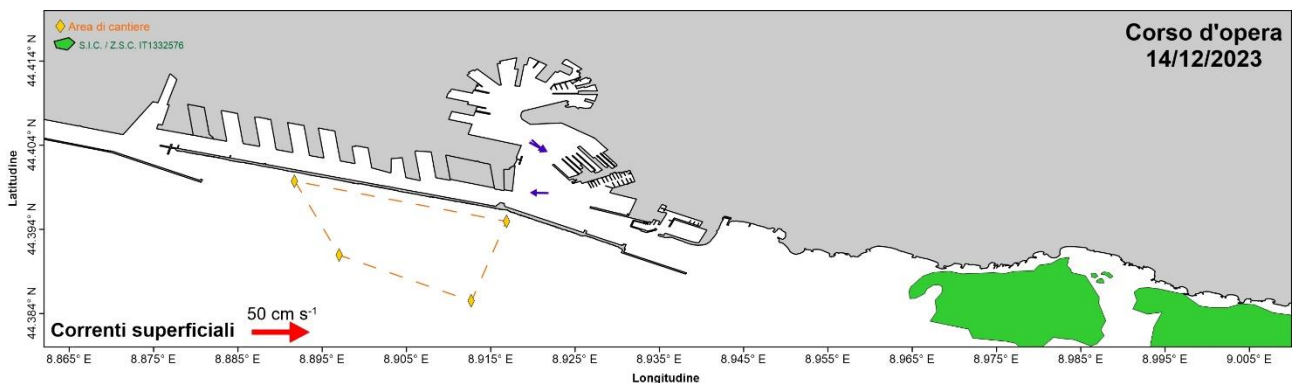 Area di cantiere
S.I.C. / Z.S.C. IT1332576
Corso d'opera
14/12/2023
44.414° N
44.404° N
44.394° N
44.384° N
Latitudine
Correnti superficiali
50 cm s⁻¹
8.865° E
8.875° E
8.885° E
8.895° E
8.905° E
8.915° E
8.925° E
8.935° E
8.945° E
8.955° E
8.965° E
8.975° E
8.985° E
8.995° E
9.005° E
Longitudine